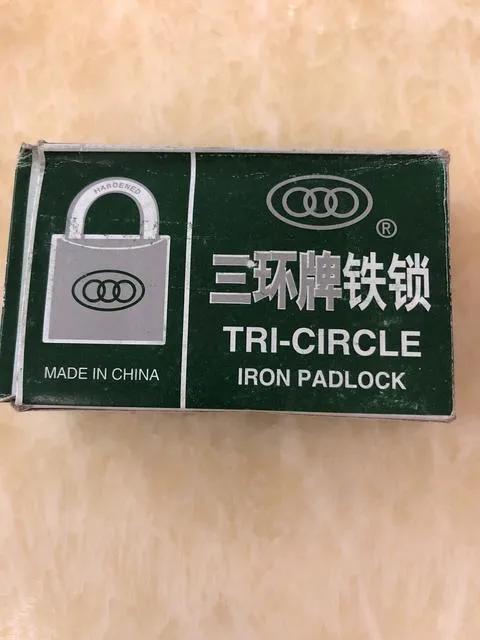 HARDENED
MADE IN CHINA
®
三环牌铁锁
TRI-CIRCLE
IRON PADLOCK